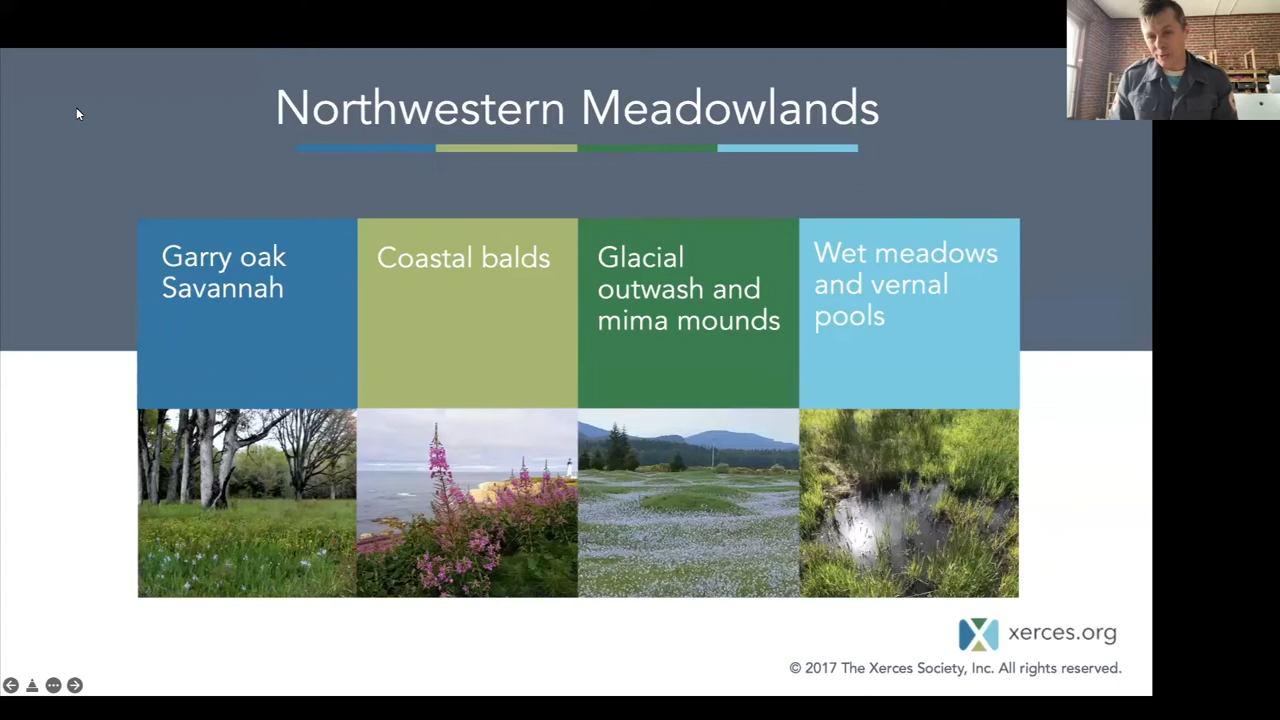 Northwestern Meadowlands
Garry oak
Savannah
Coastal balds
Glacial
outwash and
mima mounds
Wet meadows
and vernal
pools
xerces.org
© 2017 The Xerces Society, Inc. All rights reserved.